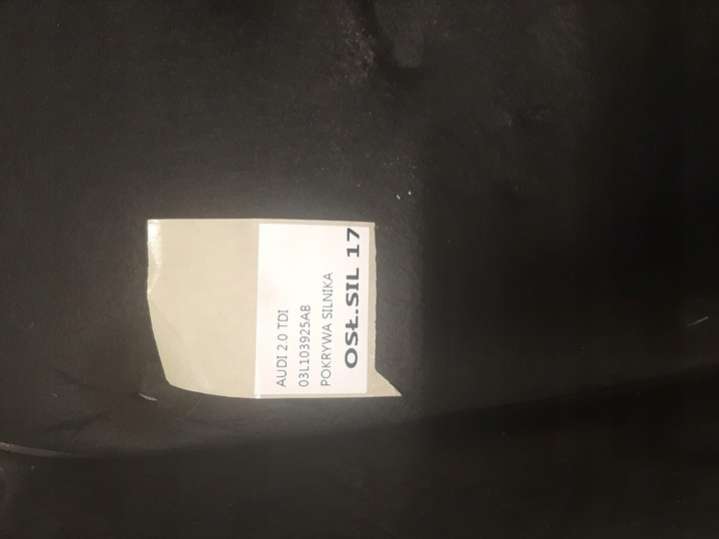 AUDI 2.0 TDI
03L103925AB
POKRYWA SILNIKA
OSŁ.SIL 17